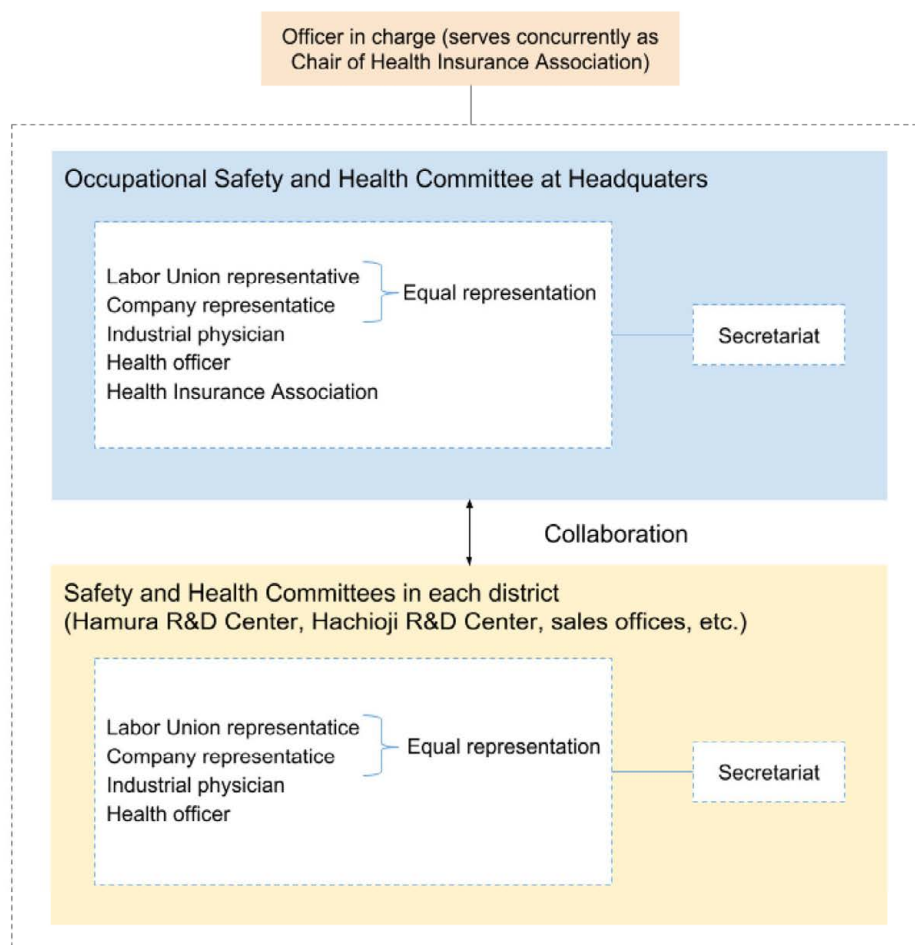 Officer in charge (serves concurrently as
Chair of Health Insurance Association)
Occupational Safety and Health Committee at Headquaters
Labor Union representative
Company representatice
Equal representation
Industrial physician
Health officer
Health Insurance Association
Secretariat
Collaboration
Safety and Health Committees in each district
(Hamura R&D Center, Hachioji R&D Center, sales offices, etc.)
Labor Union representatice
Company representatice
Equal representation
Industrial physician
Health officer
Secretariat